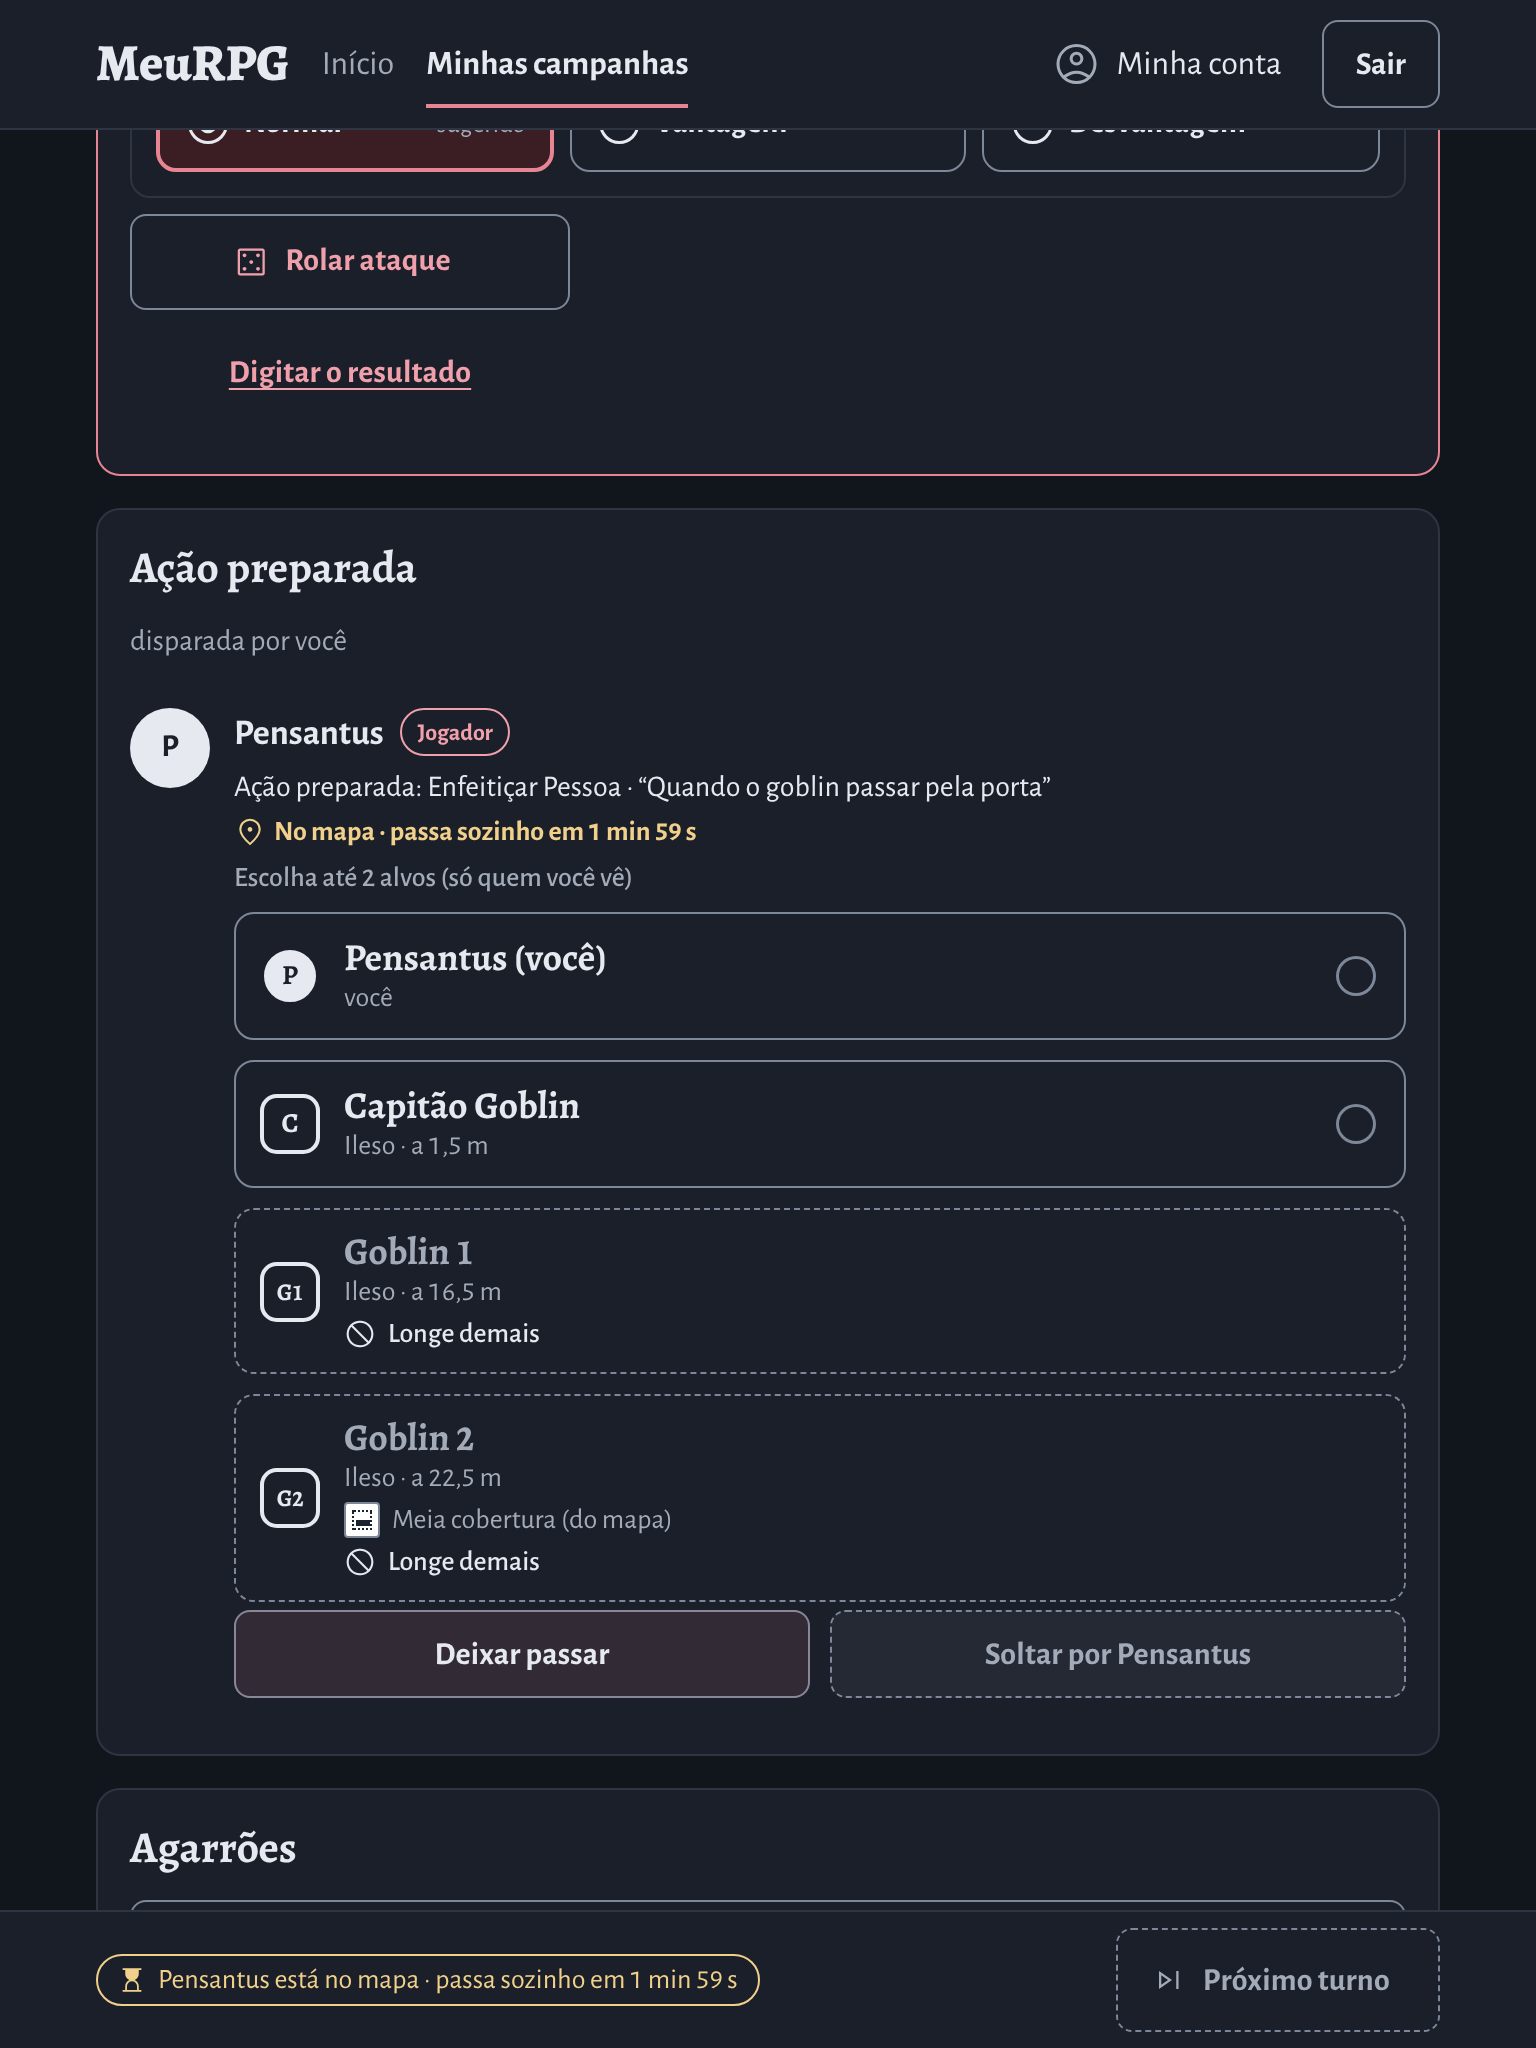 MeuRPG Início Minhas campanhas Minha conta Sair
Normal sugerido Vantagem Desvantagem
Rolar ataque
Digitar o resultado
Ação preparada
disparada por você
P Pensantus Jogador
Ação preparada: Enfeitiçar Pessoa · “Quando o goblin passar pela porta”
No mapa · passa sozinho em 1 min 59 s
Escolha até 2 alvos (só quem você vê)
P Pensantus (você)
você
C Capitão Goblin
Ileso · a 1,5 m
Goblin 1
G1 Ileso · a 16,5 m
Longe demais
Goblin 2
Ileso · a 22,5 m
G2 Meia cobertura (do mapa)
Longe demais
Deixar passar Soltar por Pensantus
Agarrões
Pensantus está no mapa · passa sozinho em 1 min 59 s Próximo turno